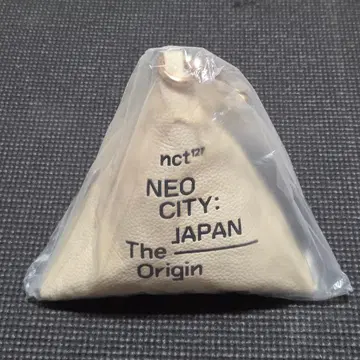 nct127
NEO
CITY:
JAPAN
The
Origin